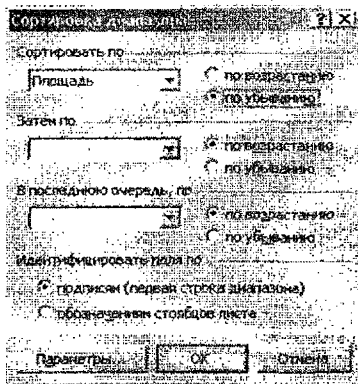 Сортировка диапазона
Сортировать по
Площадь
по возрастанию
по убыванию
Затем по
по возрастанию
по убыванию
В последнюю очередь, по
по возрастанию
по убыванию
Идентифицировать поля по
подписям (первая строка диапазона)
обозначениям столбцов листа
Параметры... ОК Отмена